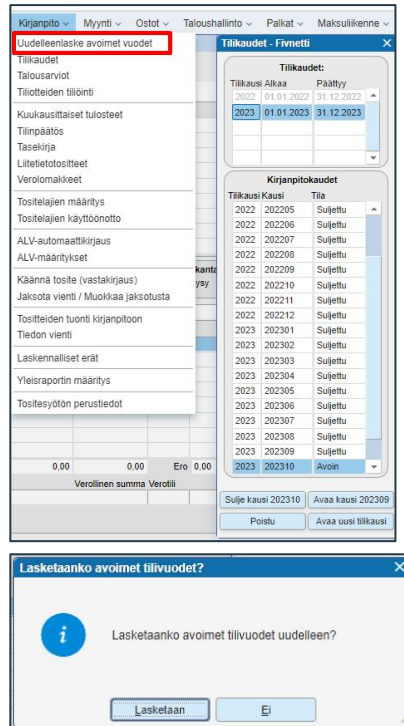 Kirjanpito Myynti Ostot Taloushallinto Palkat Maksuliikenne
Uudelleenlaske avoimet vuodet
Tilikaudet
Talousarviot
Tiliotteiden tiliöinti
Kuukausittaiset tulosteet
Tilinpäätös
Tasekirja
Liitetietositteet
Verolomakkeet
Tositelajien määritys
Tositelajien käyttöönotto
ALV-automaattikirjaus
ALV-määritykset
Käännä tosite (vastakirjaus)
Jaksota vienti / Muokkaa jaksotusta
Tositteiden tuonti kirjanpitoon
Tiedon vienti
Laskennalliset erät
Yleisraportin määritys
Tositesyötön perustiedot
kanta
ysy
0,00 0,00 Ero 0,00
Verollinen summa Verotili
Tilikaudet - Fivnetti
Tilikaudet:
Tilikausi Alkaa Päättyy
2022 01.01.2022 31.12.2022
2023 01.01.2023 31.12.2023
Kirjanpitokaudet
Tilikausi Kausi Tila
2022 202205 Suljettu
2022 202206 Suljettu
2022 202207 Suljettu
2022 202208 Suljettu
2022 202209 Suljettu
2022 202210 Suljettu
2022 202211 Suljettu
2022 202212 Suljettu
2023 202301 Suljettu
2023 202302 Suljettu
2023 202303 Suljettu
2023 202304 Suljettu
2023 202305 Suljettu
2023 202306 Suljettu
2023 202307 Suljettu
2023 202308 Suljettu
2023 202309 Suljettu
2023 202310 Avoin
Sulje kausi 202310 Avaa kausi 202309
Poistu Avaa uusi tilikausi
Lasketaanko avoimet tilivuodet?
Lasketaanko avoimet tilivuodet uudelleen?
Lasketaan Ei